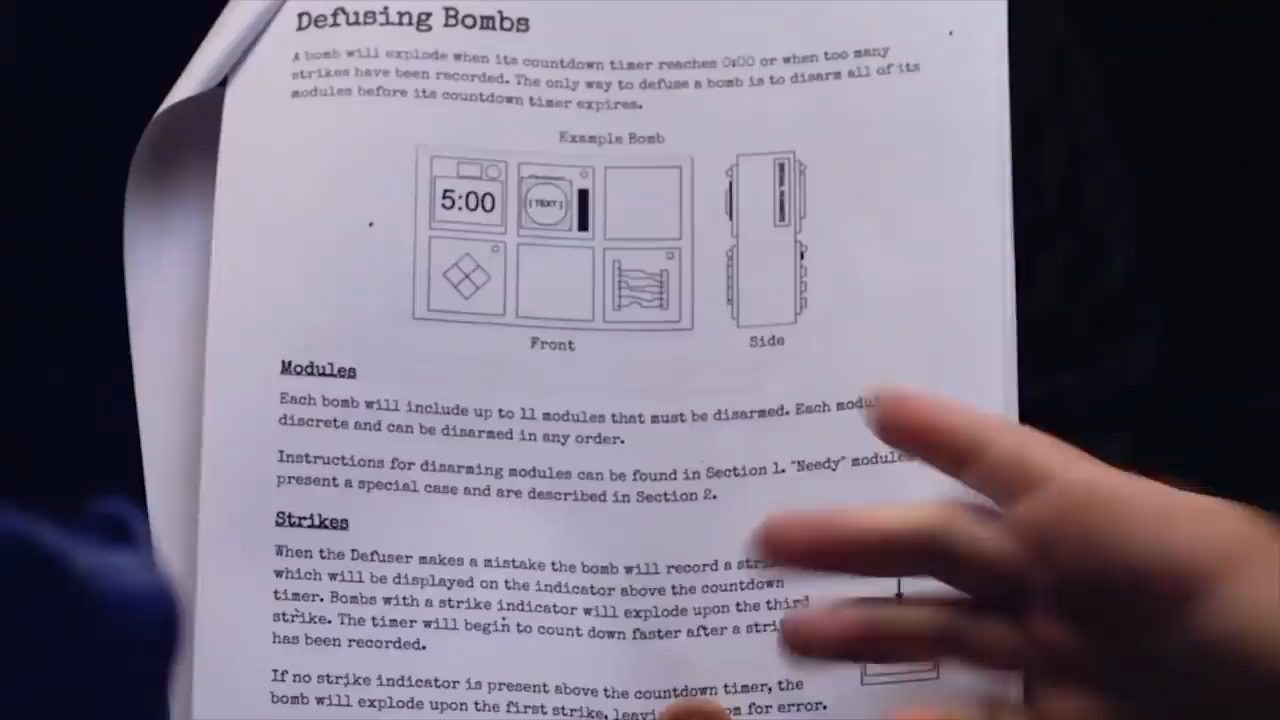 Defusing Bombs
A bomb will explode when its countdown timer reaches 0:00 or when too many
strikes have been recorded. The only way to defuse a bomb is to disarm all of its
modules before its countdown timer expires.
Example Bomb
5:00
[TEXT]
Front
Side
Modules
Each bomb will include up to 11 modules that must be disarmed. Each
discrete and can be disarmed in any order.
Instructions for disarming modules can be found in Section 1. "Needy"
present a special case and are described in Section 2.
Strikes
When the Defuser makes a mistake the bomb will record a
which will be displayed on the indicator above the countdown
timer. Bombs with a strike indicator will explode upon the third
strike. The timer will begin to count down faster after a
has been recorded.
If no strike indicator is present above the countdown timer, the
bomb will explode upon the first strike, for error.